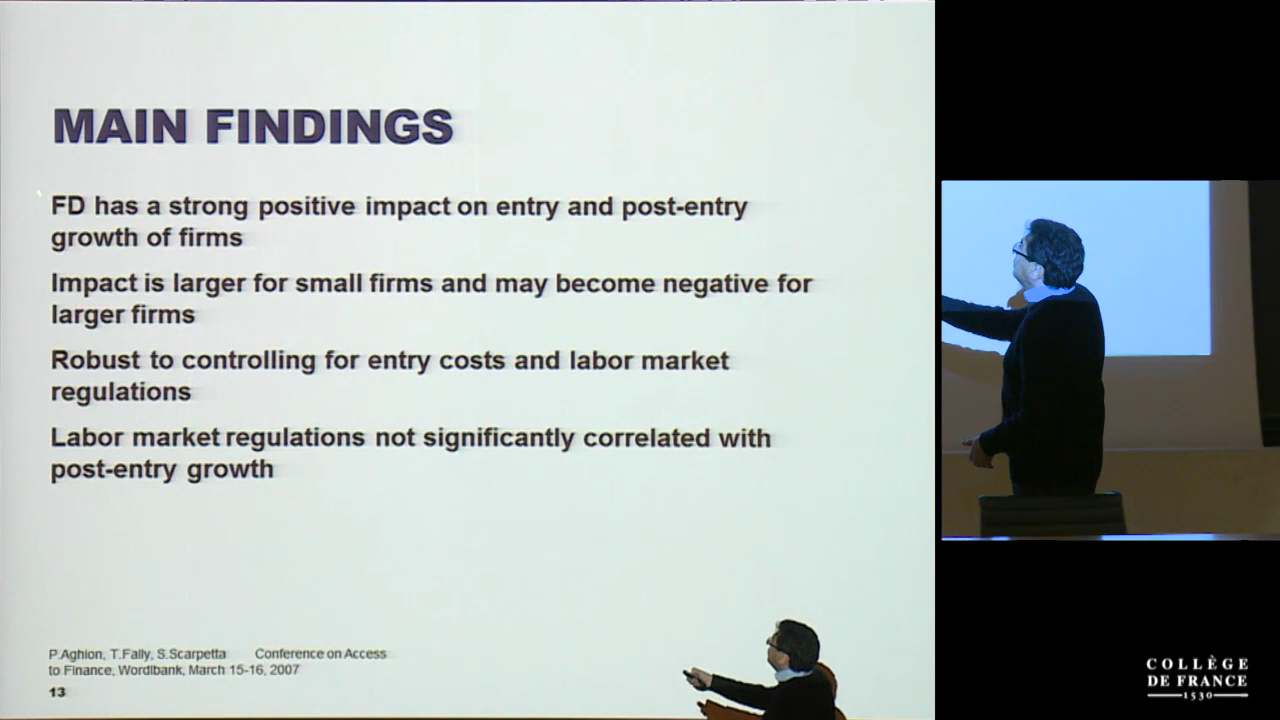 MAIN FINDINGS
FD has a strong positive impact on entry and post-entry
growth of firms
Impact is larger for small firms and may become negative for
larger firms
Robust to controlling for entry costs and labor market
regulations
Labor market regulations not significantly correlated with
post-entry growth
P.Aghion, T.Fally, S.Scarpetta Conference on Access
to Finance, Wordlbank, March 15-16, 2007
13
COLLÈGE
DE FRANCE
1530